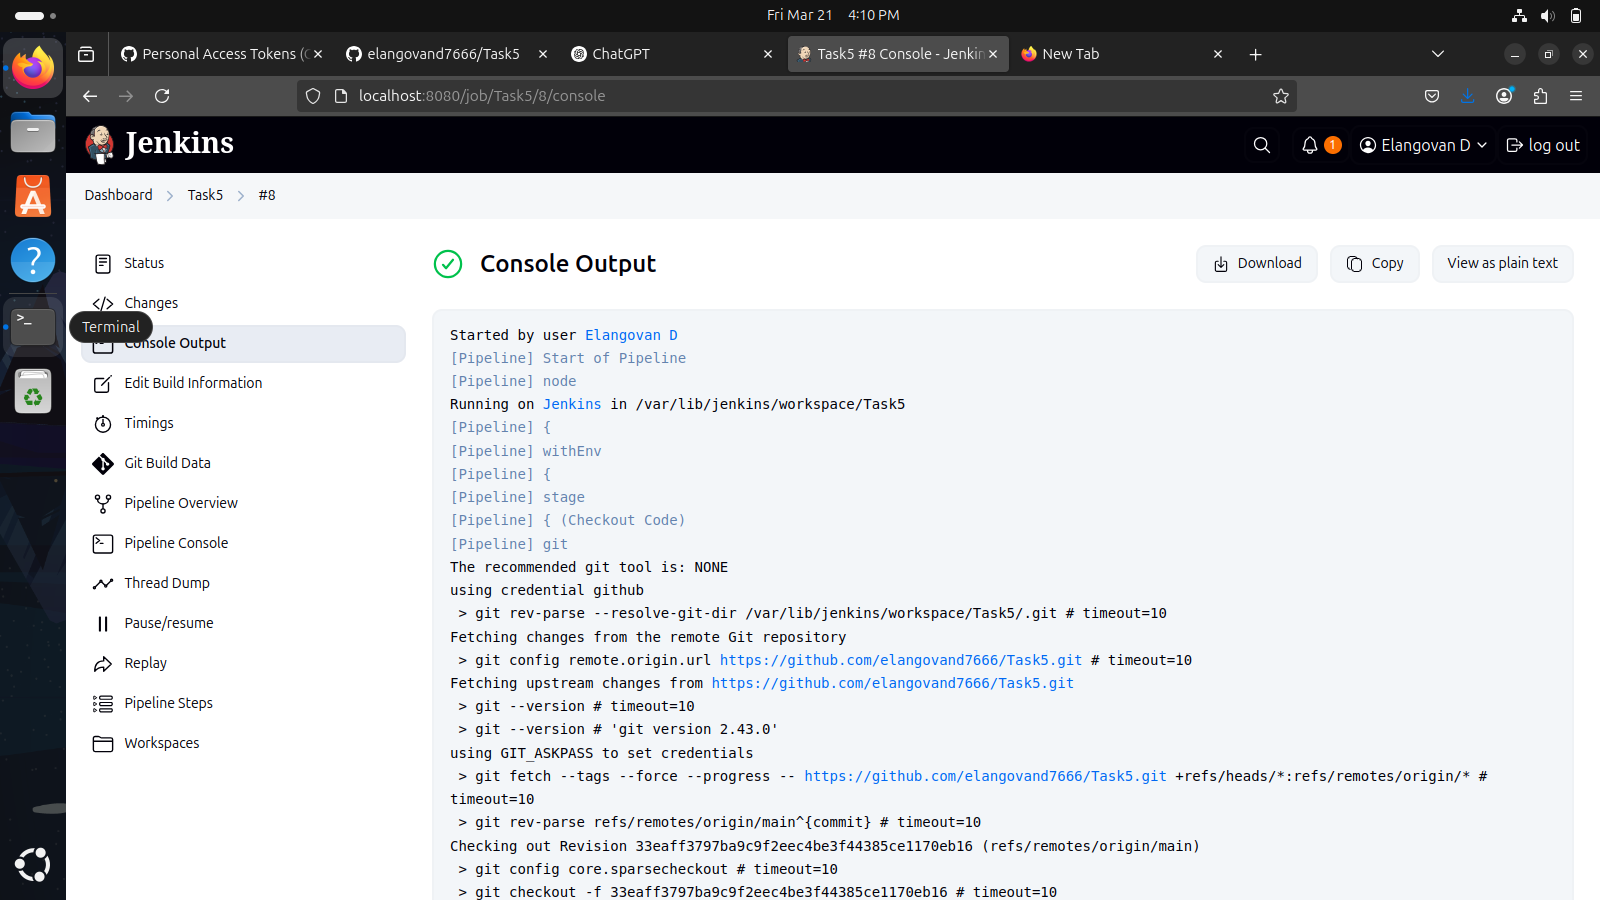 Fri Mar 21 4:10 PM
Personal Access Tokens (
elangovand7666/Task5
ChatGPT
Task5 #8 Console - Jenkin
New Tab
localhost:8080/job/Task5/8/console
Jenkins
1
Elangovan D
log out
Dashboard
Task5
#8
Status
Changes
Terminal
Console Output
Edit Build Information
Timings
Git Build Data
Pipeline Overview
Pipeline Console
Thread Dump
Pause/resume
Replay
Pipeline Steps
Workspaces
Console Output
Download
Copy
View as plain text
Started by user Elangovan D
[Pipeline] Start of Pipeline
[Pipeline] node
Running on Jenkins in /var/lib/jenkins/workspace/Task5
[Pipeline] {
[Pipeline] withEnv
[Pipeline] {
[Pipeline] stage
[Pipeline] { (Checkout Code)
[Pipeline] git
The recommended git tool is: NONE
using credential github
 > git rev-parse --resolve-git-dir /var/lib/jenkins/workspace/Task5/.git # timeout=10
Fetching changes from the remote Git repository
 > git config remote.origin.url https://github.com/elangovand7666/Task5.git # timeout=10
Fetching upstream changes from https://github.com/elangovand7666/Task5.git
 > git --version # timeout=10
 > git --version # 'git version 2.43.0'
using GIT_ASKPASS to set credentials
 > git fetch --tags --force --progress -- https://github.com/elangovand7666/Task5.git +refs/heads/*:refs/remotes/origin/* #
timeout=10
 > git rev-parse refs/remotes/origin/main^{commit} # timeout=10
Checking out Revision 33eaff3797ba9c9f2eec4be3f44385ce1170eb16 (refs/remotes/origin/main)
 > git config core.sparsecheckout # timeout=10
 > git checkout -f 33eaff3797ba9c9f2eec4be3f44385ce1170eb16 # timeout=10